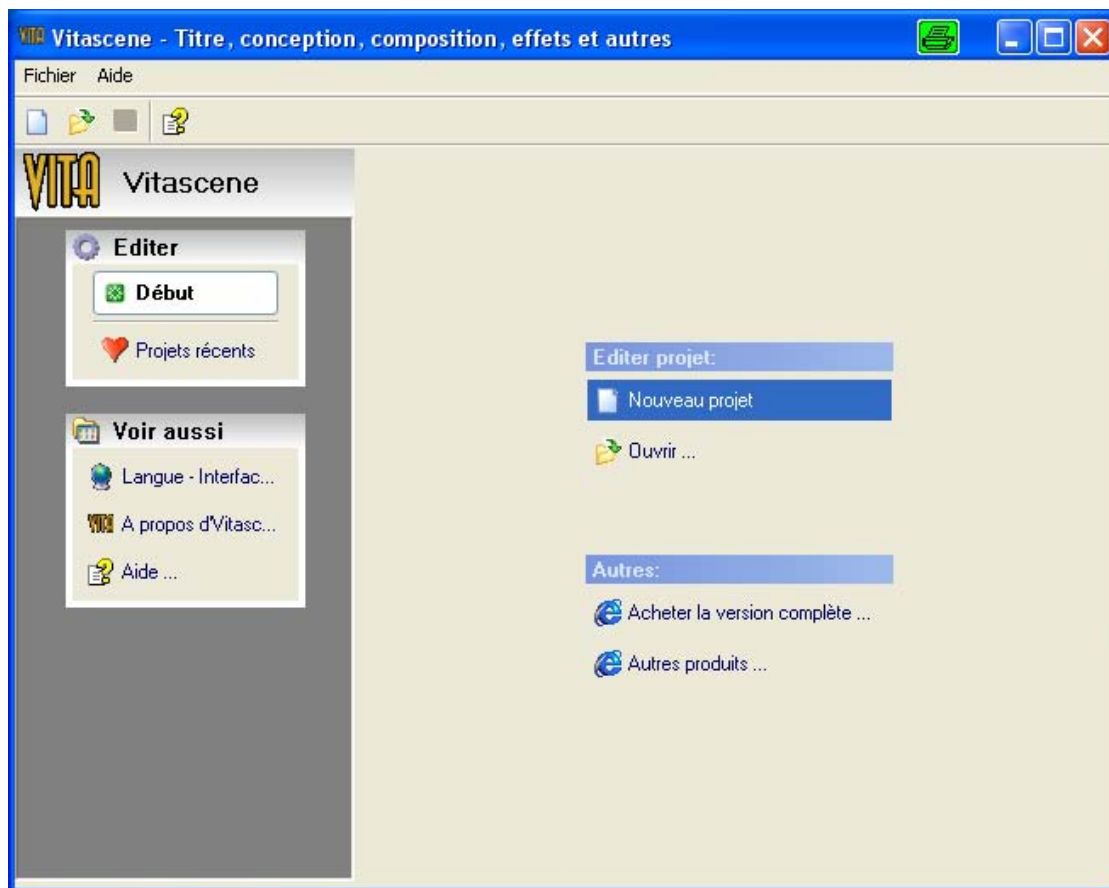 Vitascene - Titre, conception, composition, effets et autres
Fichier Aide
VITA Vitascene
Editer
Début
Projets récents
Voir aussi
Langue - Interfac...
A propos d'Vitasc...
Aide ...
Editer projet:
Nouveau projet
Ouvrir ...
Autres:
Acheter la version complète ...
Autres produits ...